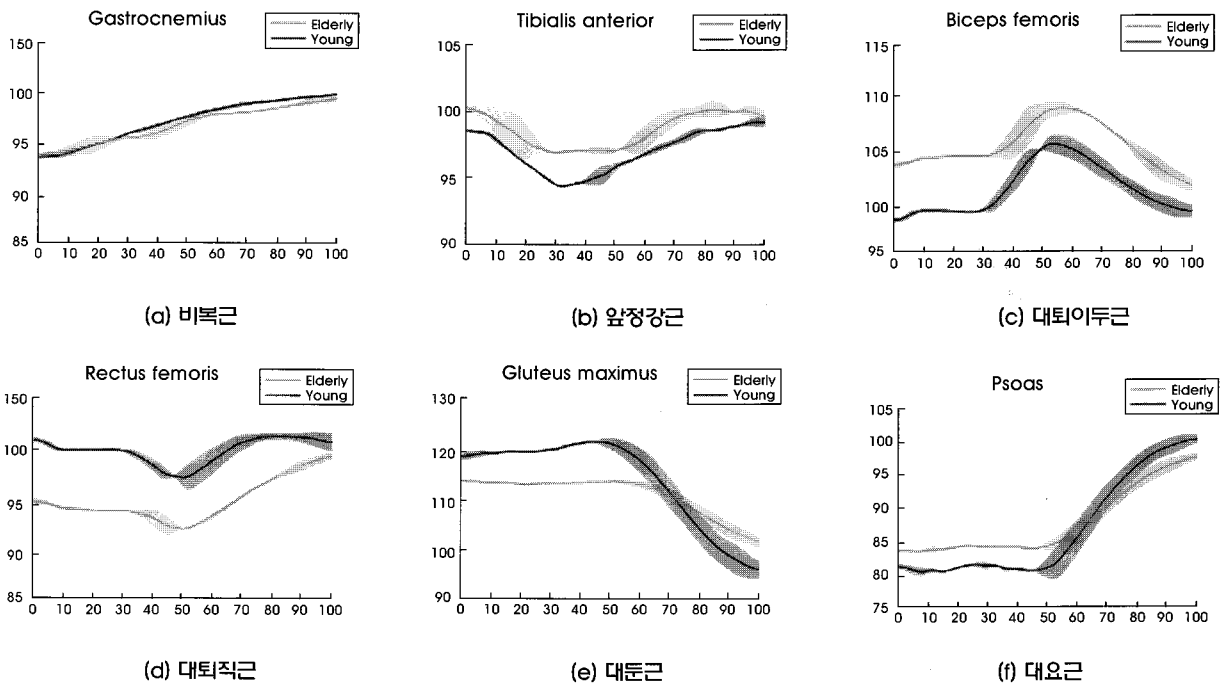 Gastrocnemius
Elderly
Young
150
100
95
90
85
0 10 20 30 40 50 60 70 80 90 100
(a) 비복근
Tibialis anterior
Elderly
Young
105
100
95
90
0 10 20 30 40 50 60 70 80 90 100
(b) 앞정강근
Biceps femoris
Elderly
Young
115
110
105
100
95
0 10 20 30 40 50 60 70 80 90 100
(c) 대퇴이두근
Rectus femoris
Elderly
Young
150
100
95
90
85
0 10 20 30 40 50 60 70 80 90 100
(d) 대퇴직근
Gluteus maximus
Elderly
Young
130
120
110
100
90
0 10 20 30 40 50 60 70 80 90 100
(e) 대둔근
Psoas
Elderly
Young
105
100
95
90
85
80
75
0 10 20 30 40 50 60 70 80 90 100
(f) 대요근